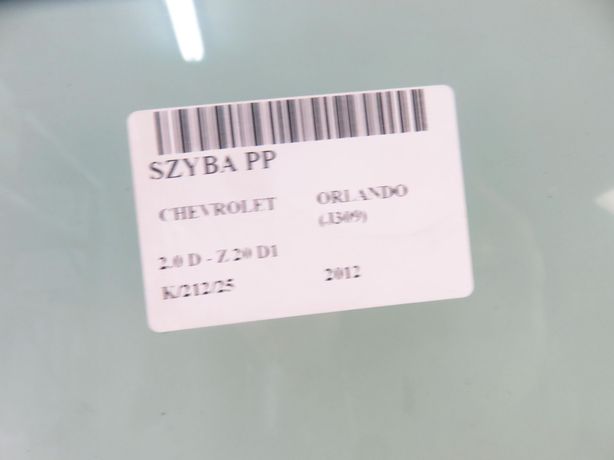 SZYBA PP
CHEVROLET ORLANDO
(J309)
2.0 D - Z 20 D1
K/212/25 2012